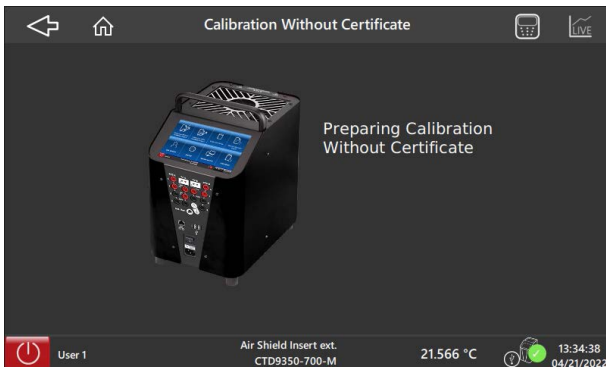 Calibration Without Certificate
LIVE
Preparing Calibration
Without Certificate
User 1
Air Shield Insert ext.
CTD9350-700-M
21.566 °C
13:34:38
04/21/2022